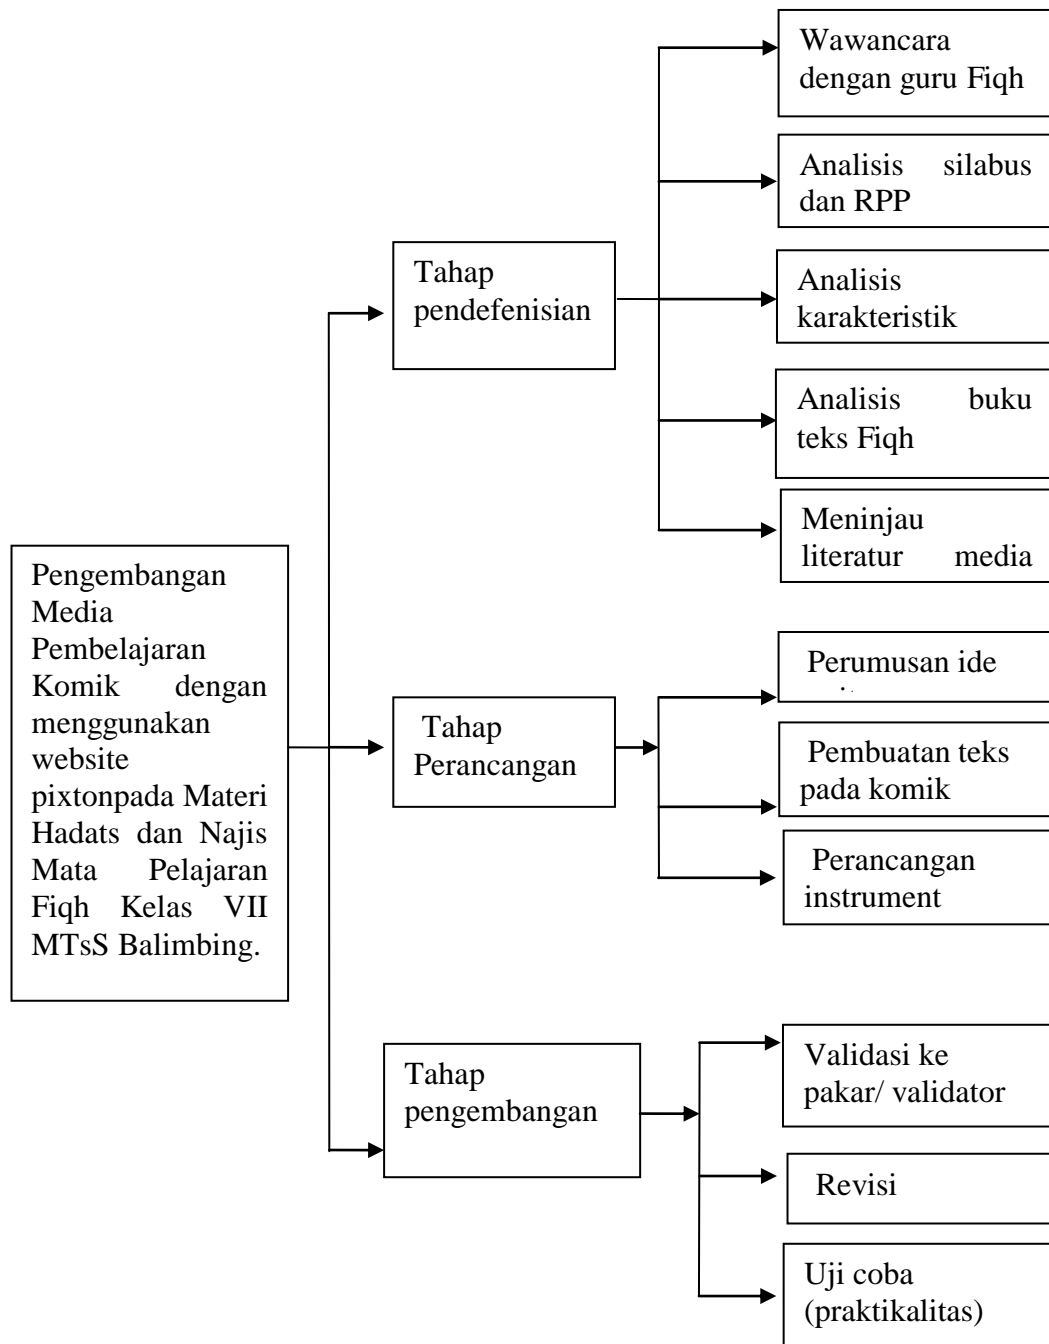 Wawancara
dengan guru Fiqh
Analisis silabus
dan RPP
Tahap
pendefenisian
Analisis
karakteristik
Analisis buku
teks Fiqh
Meninjau
literatur media
Pengembangan
Media
Pembelajaran
Komik dengan
menggunakan
website
pixtonpada Materi
Hadats dan Najis
Mata Pelajaran
Fiqh Kelas VII
MTsS Balimbing.
Perumusan ide
Tahap
Perancangan
Pembuatan teks
pada komik
Perancangan
instrument
Tahap
pengembangan
Validasi ke
pakar/ validator
Revisi
Uji coba
(praktikalitas)